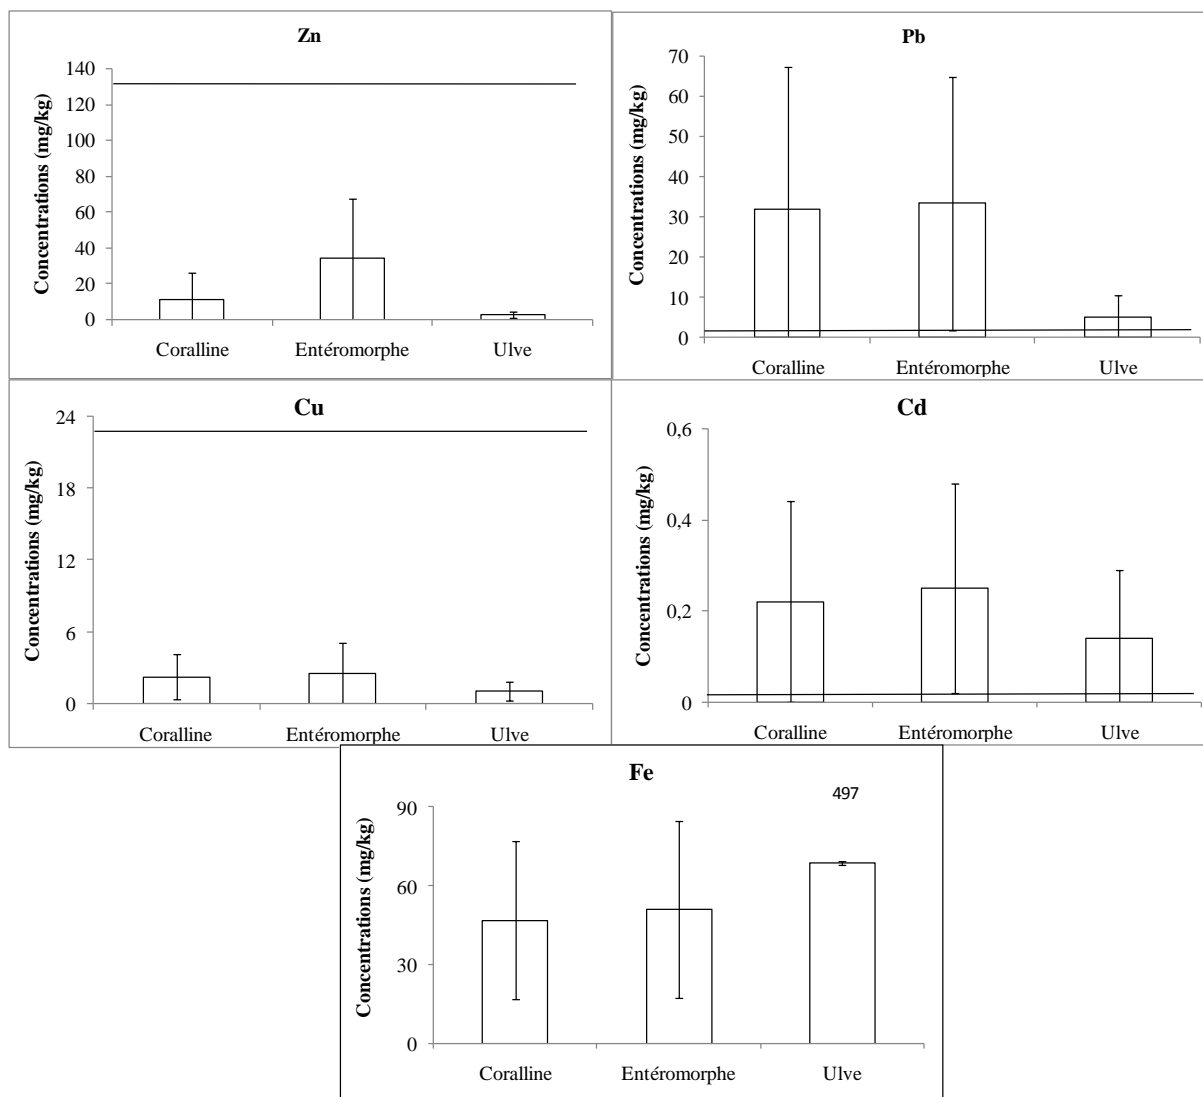 Zn
Concentrations (mg/kg)
140
120
100
80
60
40
20
0
Coralline Entéromorphe Ulve
Pb
Concentrations (mg/kg)
70
60
50
40
30
20
10
0
Coralline Entéromorphe Ulve
Cu
Concentrations (mg/kg)
24
18
12
6
0
Coralline Entéromorphe Ulve
Cd
Concentrations (mg/kg)
0,6
0,4
0,2
0
Coralline Entéromorphe Ulve
Fe
497
Concentrations (mg/kg)
90
60
30
0
Coralline Entéromorphe Ulve